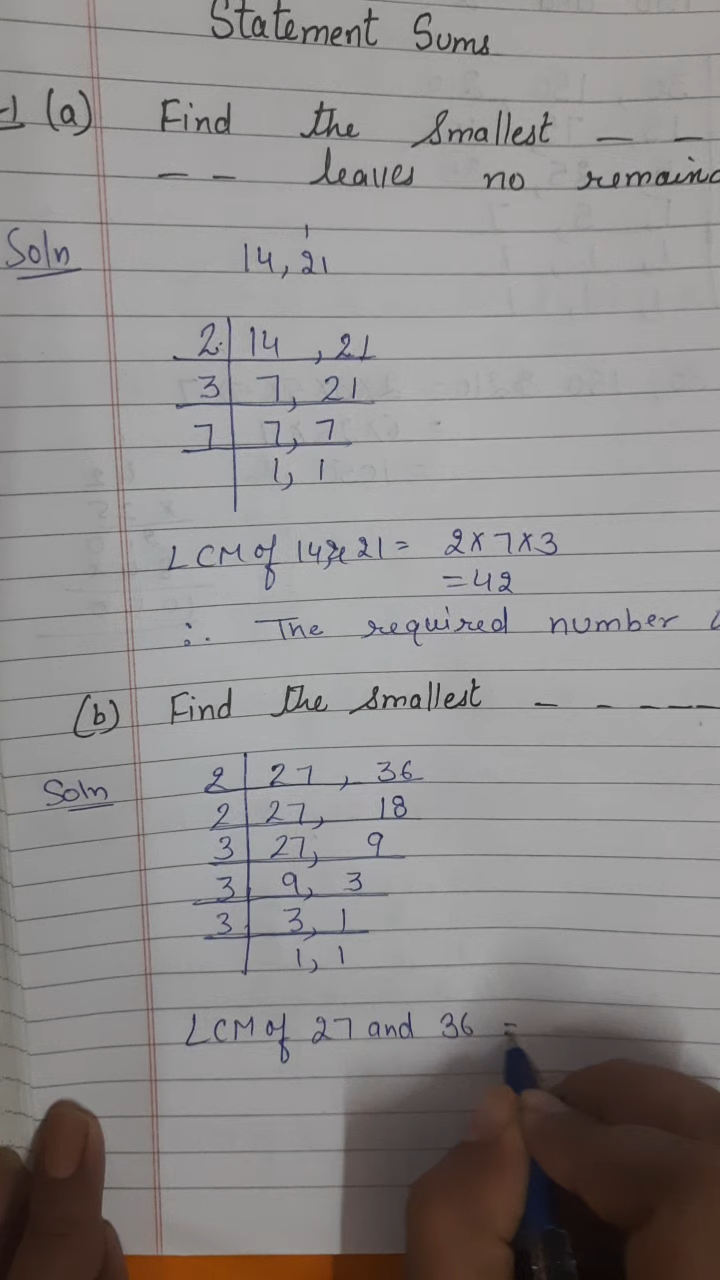 Statement Sums
(a) Find the smallest - -
- - leaves no remaind
Soln 14, 21
2 14 , 21
3 7, 21
7 7, 7
1, 1
LCM of 14 & 21 = 2 x 7 x 3
= 42
∴ The required number
(b) Find the smallest - - - - -
Soln 2 27 , 36
2 27, 18
3 27, 9
3 9, 3
3 3, 1
1, 1
LCM of 27 and 36 =